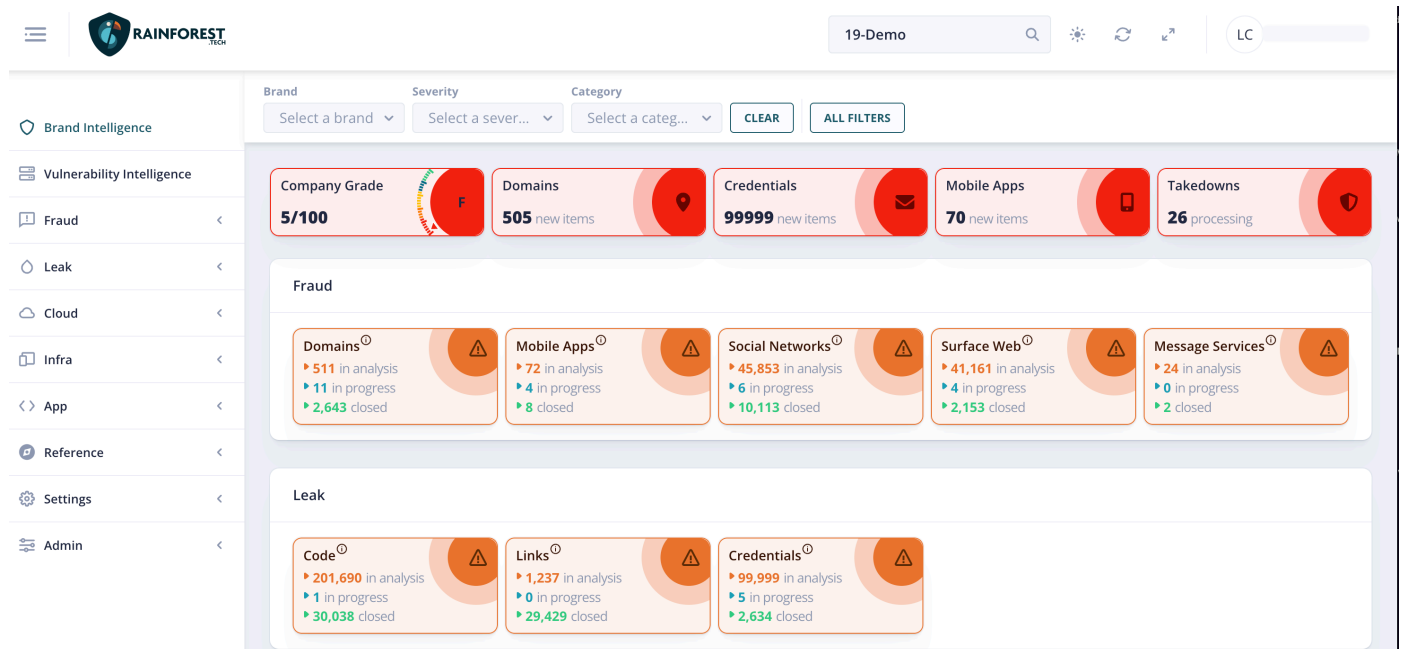 RAINFOREST
.TECH
19-Demo
LC
Brand Intelligence
Vulnerability Intelligence
Fraud
Leak
Cloud
Infra
App
Reference
Settings
Admin
Brand
Severity
Category
Select a brand
Select a sever...
Select a categ...
CLEAR
ALL FILTERS
Company Grade
5/100
F
Domains
505 new items
Credentials
99999 new items
Mobile Apps
70 new items
Takedowns
26 processing
Fraud
Domains
511 in analysis
11 in progress
2,643 closed
Mobile Apps
72 in analysis
4 in progress
8 closed
Social Networks
45,853 in analysis
6 in progress
10,113 closed
Surface Web
41,161 in analysis
4 in progress
2,153 closed
Message Services
24 in analysis
0 in progress
2 closed
Leak
Code
201,690 in analysis
1 in progress
30,038 closed
Links
1,237 in analysis
0 in progress
29,429 closed
Credentials
99,999 in analysis
5 in progress
2,634 closed